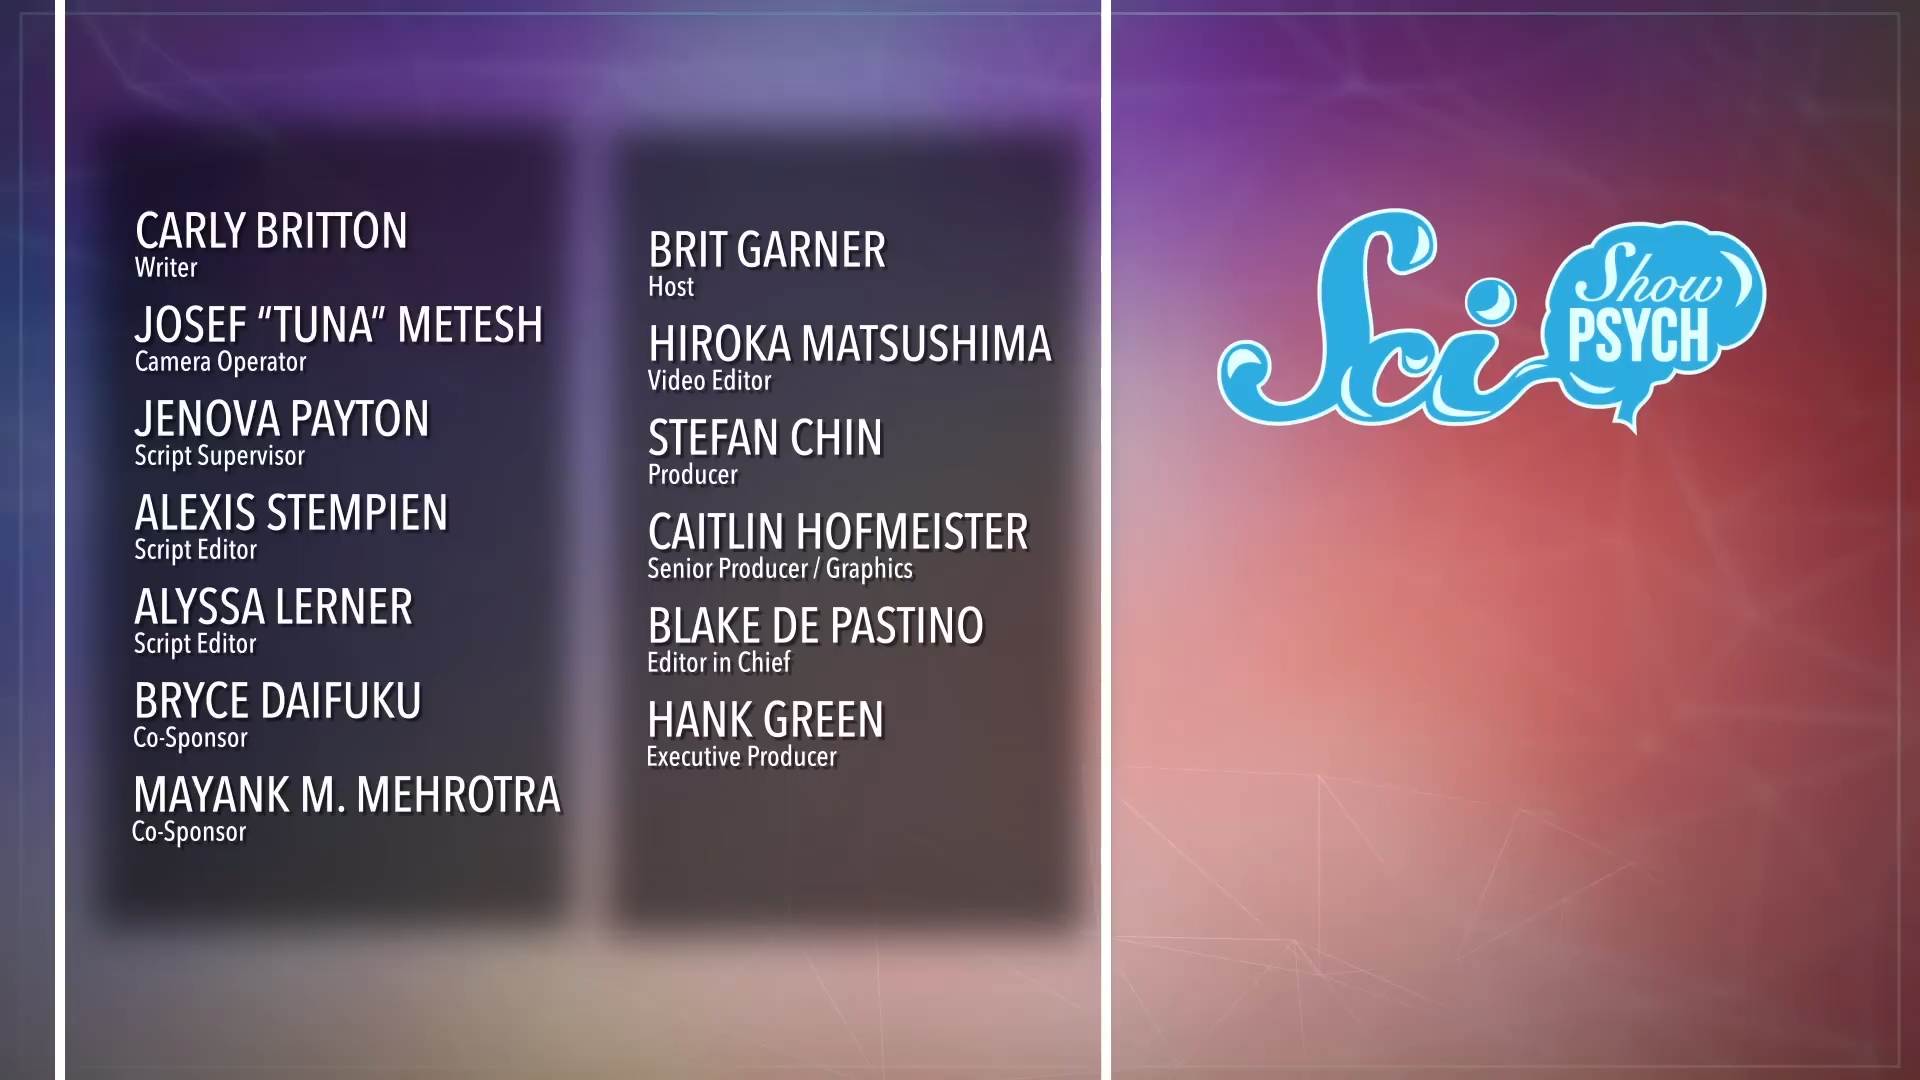 CARLY BRITTON
Writer
JOSEF “TUNA” METESH
Camera Operator
JENOVA PAYTON
Script Supervisor
ALEXIS STEMPIEN
Script Editor
ALYSSA LERNER
Script Editor
BRYCE DAIFUKU
Co-Sponsor
MAYANK M. MEHROTRA
Co-Sponsor
BRIT GARNER
Host
HIROKA MATSUSHIMA
Video Editor
STEFAN CHIN
Producer
CAITLIN HOFMEISTER
Senior Producer / Graphics
BLAKE DE PASTINO
Editor in Chief
HANK GREEN
Executive Producer
Sci Show
PSYCH